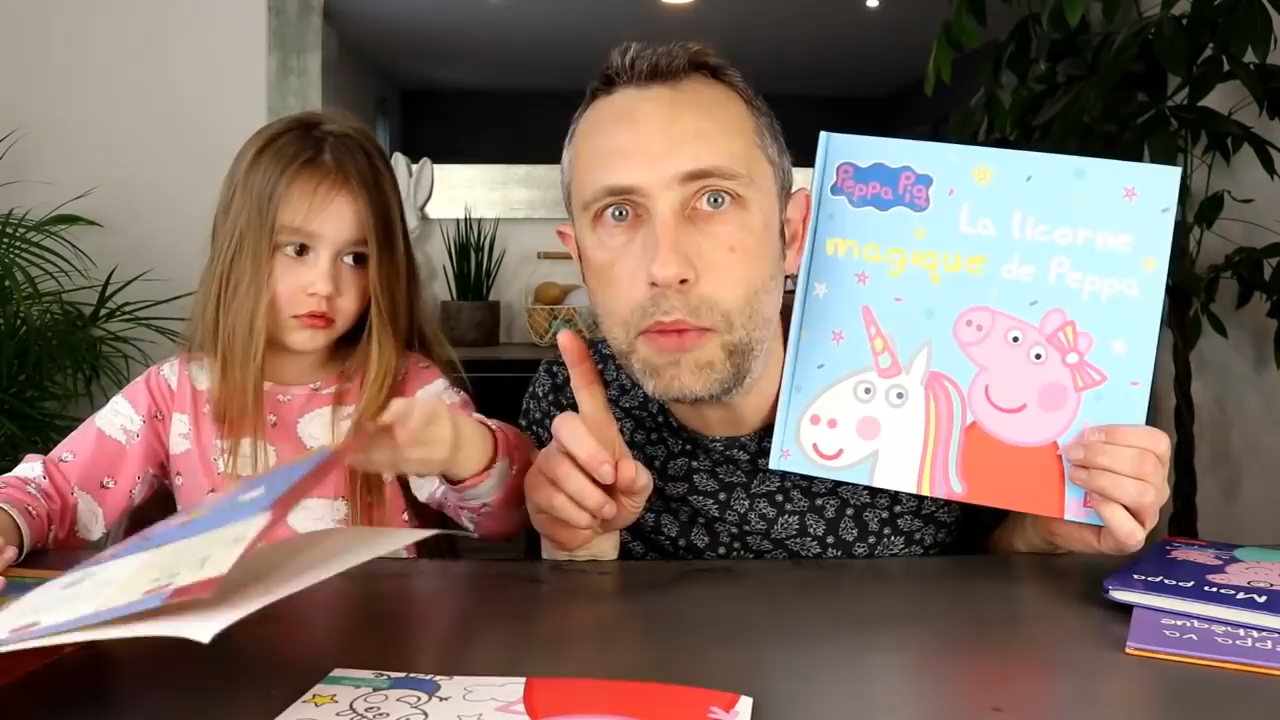 Peppa Pig
La licorne
magique de Peppa
Mon papa
Peppa va